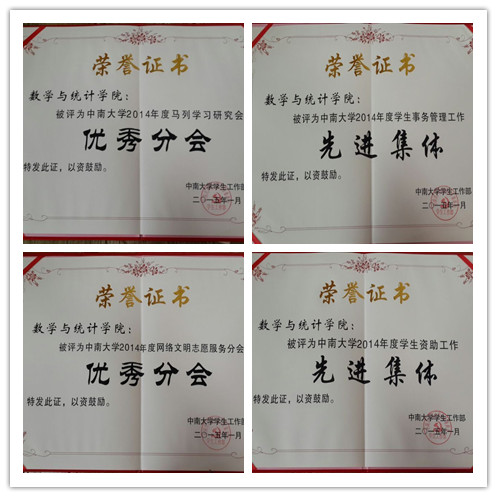 荣誉证书
数学与统计学院：
被评为中南大学2014年度马列学习研究会
优秀分会
特发此证，以资鼓励。
中南大学学生工作部
二〇一五年一月
荣誉证书
数学与统计学院：
被评为中南大学2014年度学生事务管理工作
先进集体
特发此证，以资鼓励。
中南大学学生工作部
二〇一五年一月
荣誉证书
数学与统计学院：
被评为中南大学2014年度网络文明志愿服务分会
优秀分会
特发此证，以资鼓励。
中南大学学生工作部
二〇一五年一月
荣誉证书
数学与统计学院：
被评为中南大学2014年度学生资助工作
先进集体
特发此证，以资鼓励。
中南大学学生工作部
二〇一五年一月